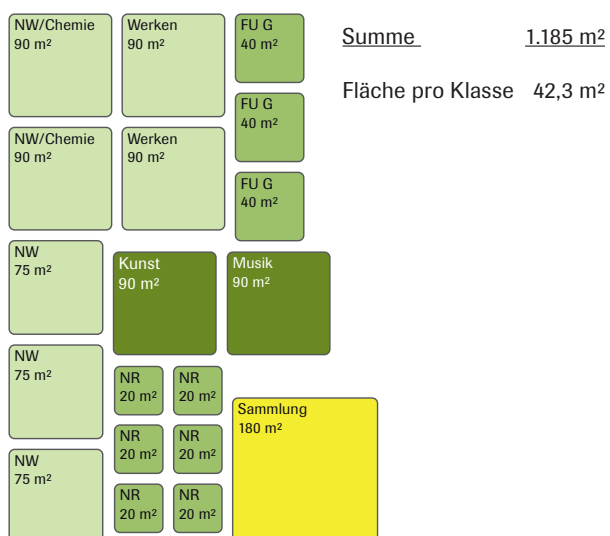 NW/Chemie
90 m²
Werken
90 m²
FU G
40 m²
Summe 1.185 m²
Fläche pro Klasse 42,3 m²
FU G
40 m²
NW/Chemie
90 m²
Werken
90 m²
FU G
40 m²
NW
75 m²
Kunst
90 m²
Musik
90 m²
NW
75 m²
NR
20 m²
NR
20 m²
Sammlung
180 m²
NR
20 m²
NR
20 m²
NW
75 m²
NR
20 m²
NR
20 m²